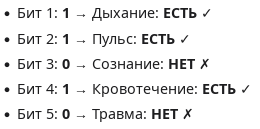 • Бит 1: 1 → Дыхание: ЕСТЬ ✓
• Бит 2: 1 → Пульс: ЕСТЬ ✓
• Бит 3: 0 → Сознание: НЕТ ✗
• Бит 4: 1 → Кровотечение: ЕСТЬ ✓
• Бит 5: 0 → Травма: НЕТ ✗